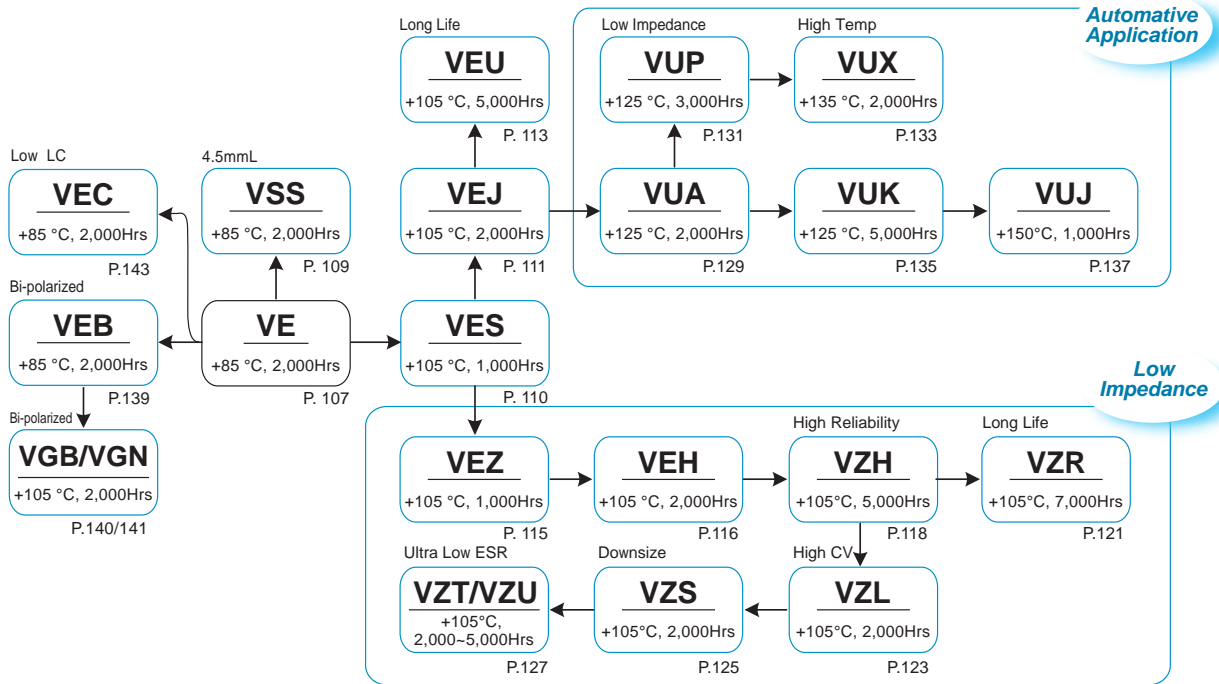 Automative
Application
Long Life
VEU
+105 °C, 5,000Hrs
P. 113
Low Impedance
VUP
+125 °C, 3,000Hrs
P.131
High Temp
VUX
+135 °C, 2,000Hrs
P.133
Low LC
VEC
+85 °C, 2,000Hrs
P.143
4.5mmL
VSS
+85 °C, 2,000Hrs
P. 109
VEJ
+105 °C, 2,000Hrs
P. 111
VUA
+125 °C, 2,000Hrs
P.129
VUK
+125 °C, 5,000Hrs
P.135
VUJ
+150°C, 1,000Hrs
P.137
Bi-polarized
VEB
+85 °C, 2,000Hrs
P.139
VE
+85 °C, 2,000Hrs
P. 107
VES
+105 °C, 1,000Hrs
P. 110
Low
Impedance
Bi-polarized
VGB/VGN
+105 °C, 2,000Hrs
P.140/141
VEZ
+105 °C, 1,000Hrs
P. 115
VEH
+105 °C, 2,000Hrs
P.116
High Reliability
VZH
+105°C, 5,000Hrs
P.118
Long Life
VZR
+105°C, 7,000Hrs
P.121
Ultra Low ESR
VZT/VZU
+105°C,
2,000~5,000Hrs
P.127
Downsize
VZS
+105°C, 2,000Hrs
P.125
High CV
VZL
+105°C, 2,000Hrs
P.123